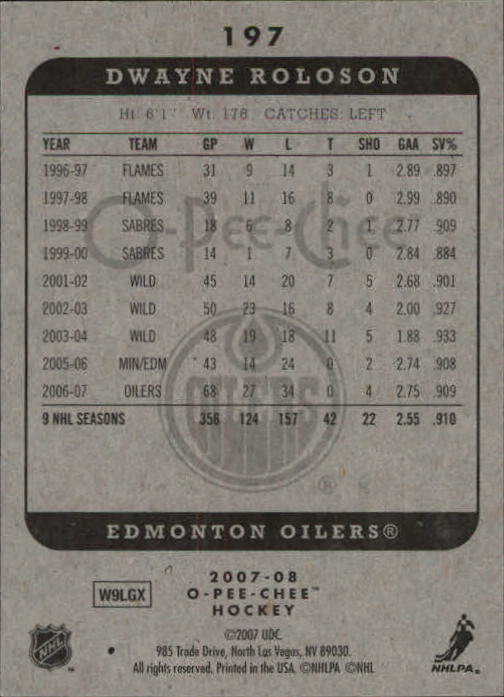 197
DWAYNE ROLOSON
Ht: 6'1" Wt: 178 CATCHES: LEFT
YEAR TEAM GP W L T SHO GAA SV%
1996-97 FLAMES 31 9 14 3 1 2.89 .897
1997-98 FLAMES 39 11 16 8 0 2.99 .890
1998-99 SABRES 18 6 8 2 1 2.77 .909
1999-00 SABRES 14 1 7 3 0 2.84 .884
2001-02 WILD 45 14 20 7 5 2.68 .901
2002-03 WILD 50 23 16 8 4 2.00 .927
2003-04 WILD 48 19 18 11 5 1.88 .933
2005-06 MIN/EDM 43 14 24 0 2 2.74 .908
2006-07 OILERS 68 27 34 0 4 2.75 .909
9 NHL SEASONS 356 124 157 42 22 2.55 .910
O-Pee-Chee
OILERS
®
EDMONTON OILERS®
W9LGX
2007-08
O-PEE-CHEE™
HOCKEY
©2007 UDC.
985 Trade Drive, North Las Vegas, NV 89030.
All rights reserved. Printed in the USA. ©NHLPA ©NHL
NHL
NHLPA